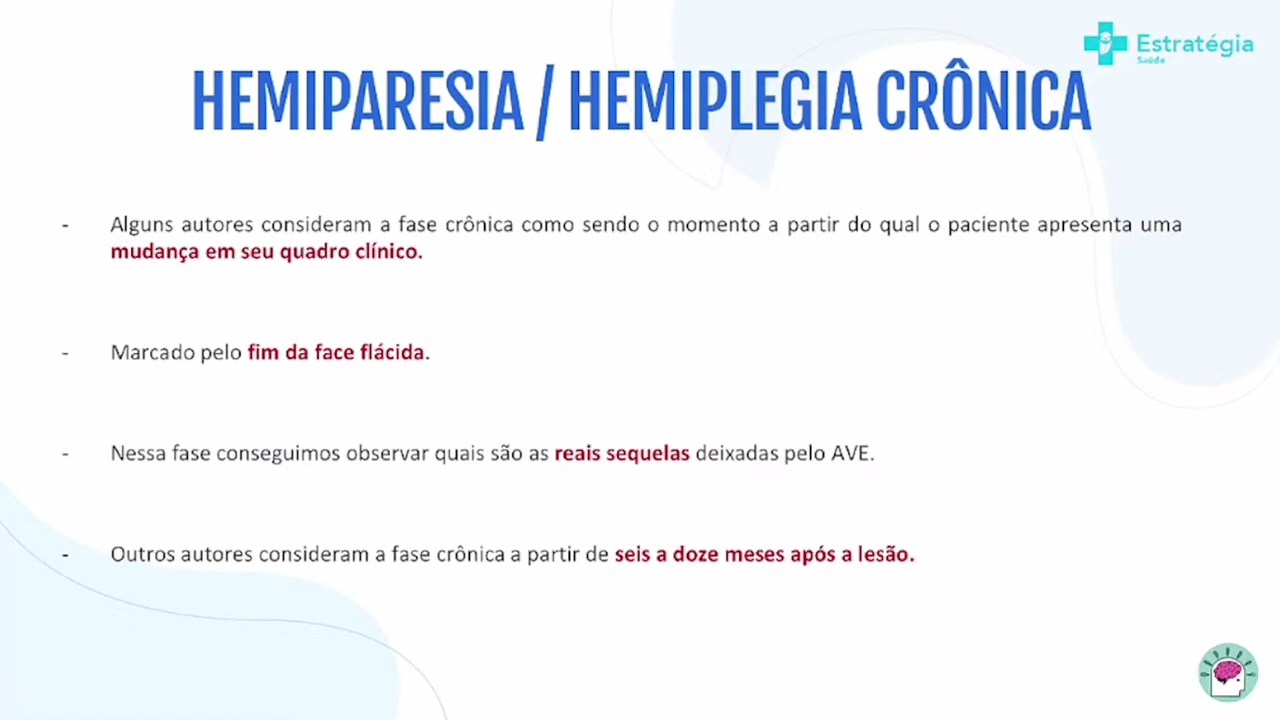 Estratégia
Saúde
HEMIPARESIA / HEMIPLEGIA CRÔNICA
- Alguns autores consideram a fase crônica como sendo o momento a partir do qual o paciente apresenta uma
mudança em seu quadro clínico.
- Marcado pelo fim da face flácida.
- Nessa fase conseguimos observar quais são as reais sequelas deixadas pelo AVE.
- Outros autores consideram a fase crônica a partir de seis a doze meses após a lesão.